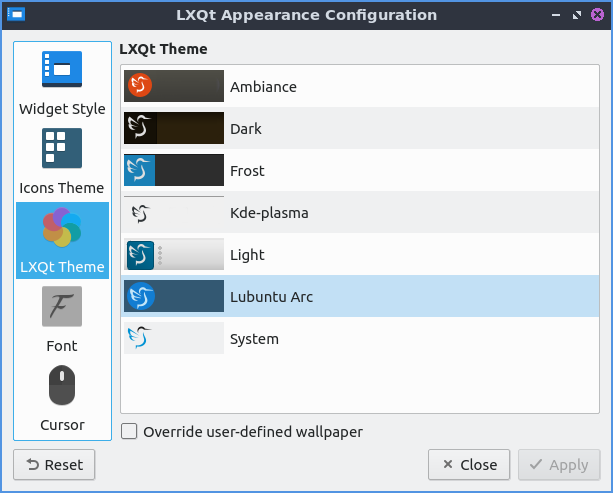 LXQt Appearance Configuration
Widget Style
Icons Theme
LXQt Theme
Font
Cursor
LXQt Theme
Ambiance
Dark
Frost
Kde-plasma
Light
Lubuntu Arc
System
Override user-defined wallpaper
Reset
Close
Apply